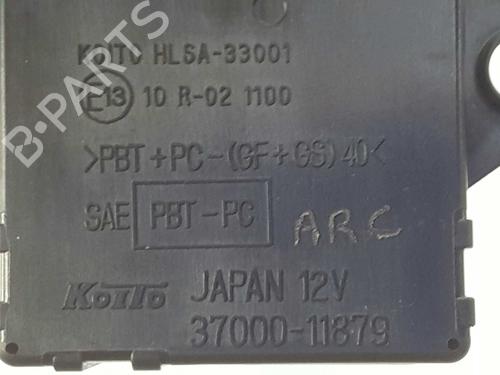 KOITO HLSA-33001
E13 10 R-02 1100
>PBT+PC-(GF+GS)40<
SAE PBT-PC ARC
KOITO JAPAN 12V
37000-11879
B-PARTS